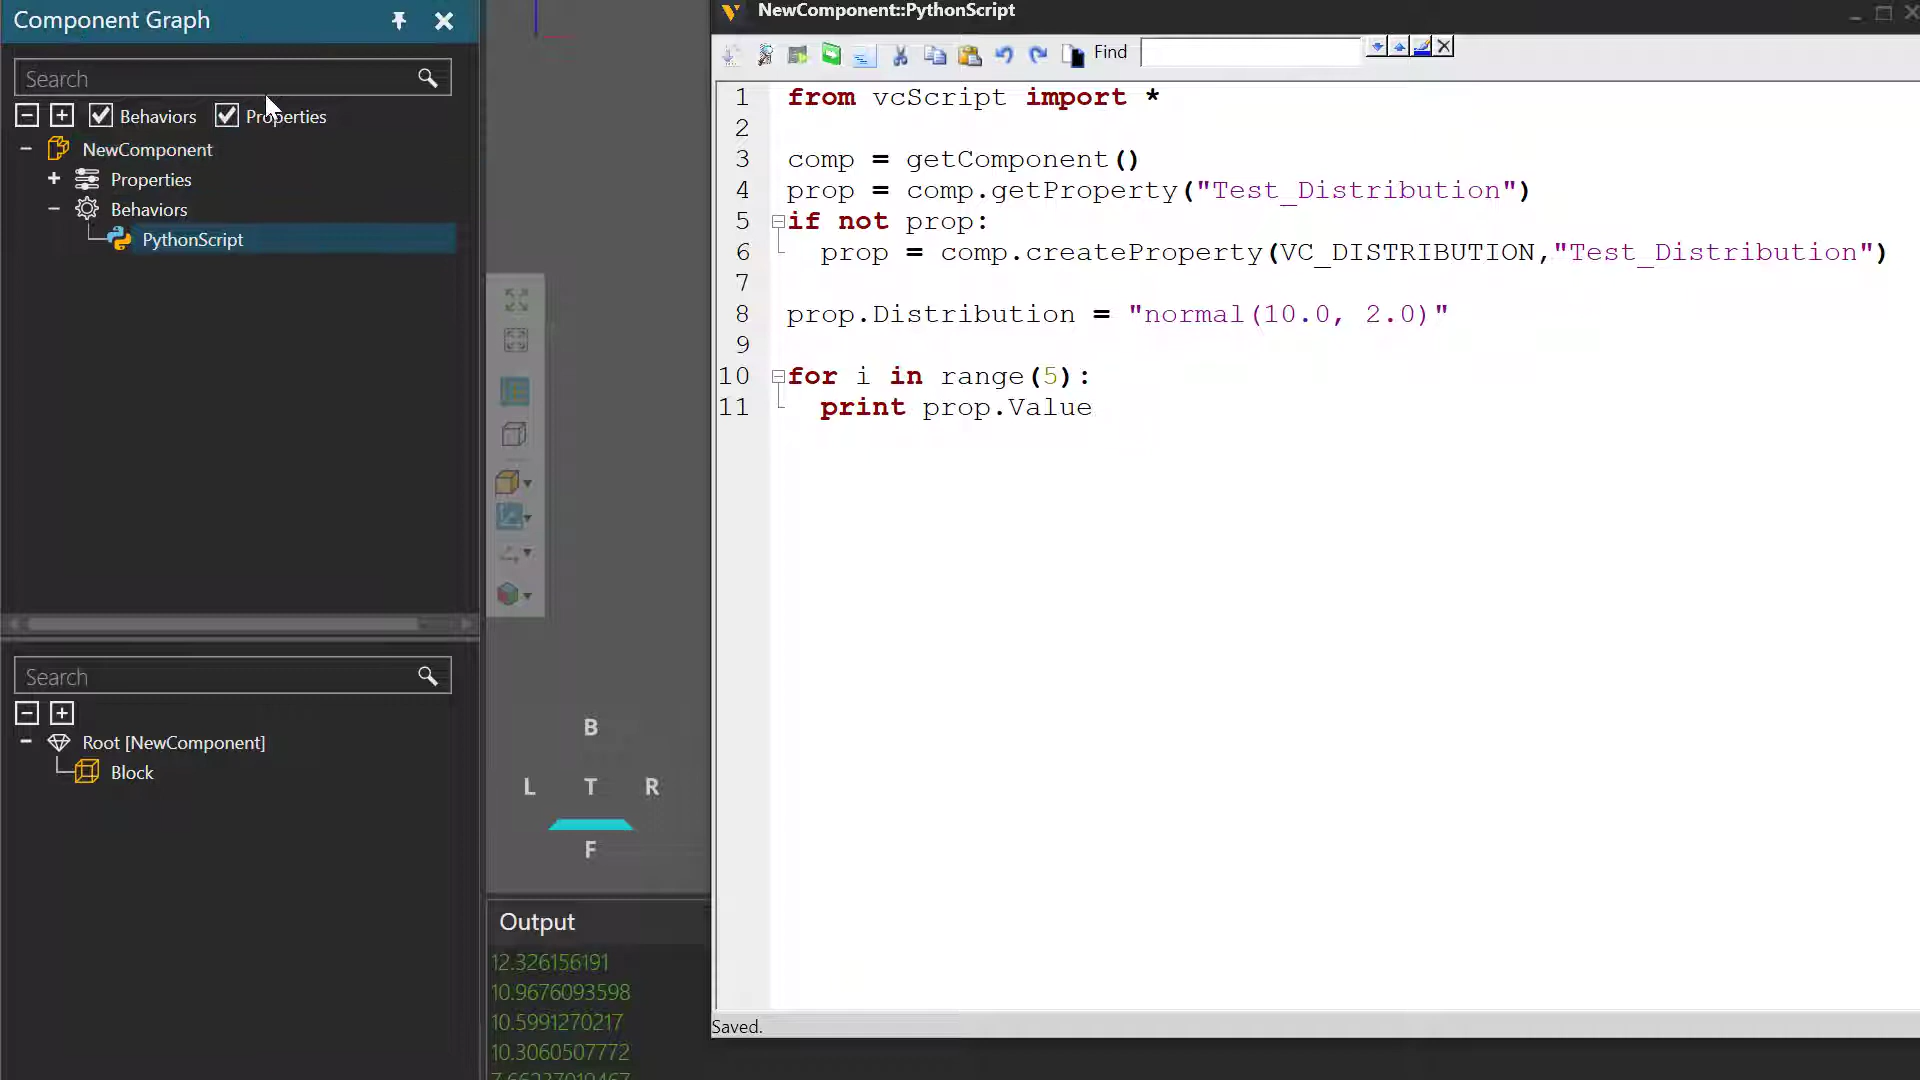 Component Graph
Search
Behaviors
Properties
NewComponent
Properties
Behaviors
PythonScript
Search
Root [NewComponent]
Block
B
L T R
F
Output
12.326156191
10.9676093598
10.5991270217
10.3060507772
NewComponent::PythonScript
Find
1 from vcScript import *
2
3 comp = getComponent()
4 prop = comp.getProperty("Test_Distribution")
5 if not prop:
6 prop = comp.createProperty(VC_DISTRIBUTION,"Test_Distribution")
7
8 prop.Distribution = "normal(10.0, 2.0)"
9
10 for i in range(5):
11 print prop.Value
Saved.